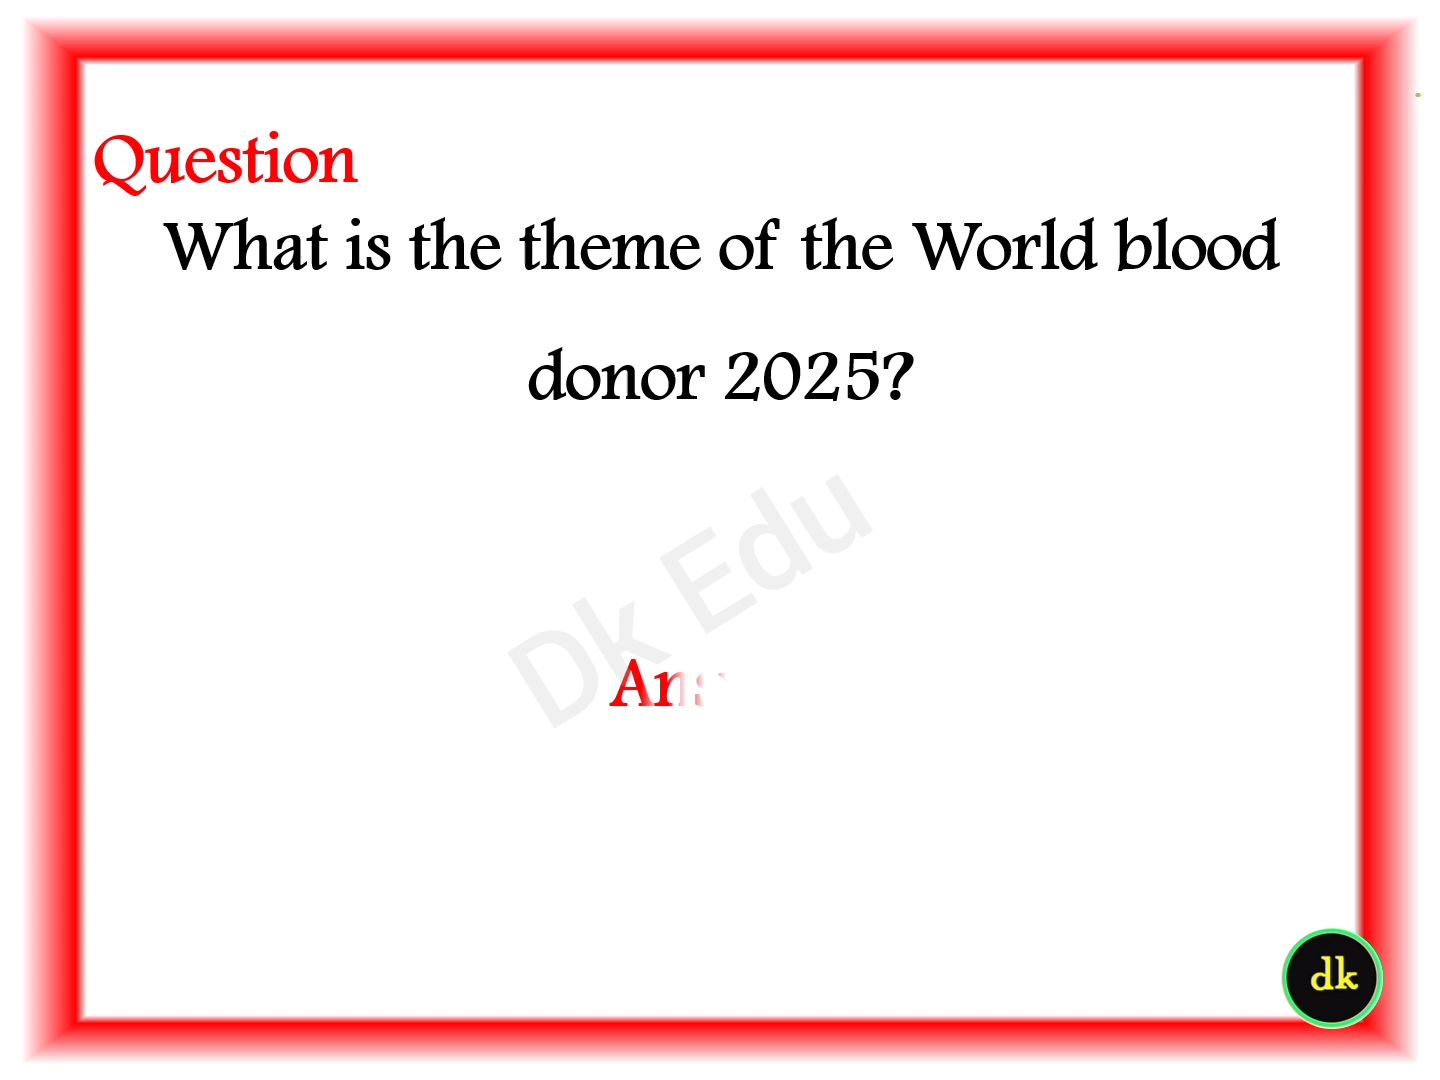 Question
What is the theme of the World blood
donor 2025?
Dk Edu
dk